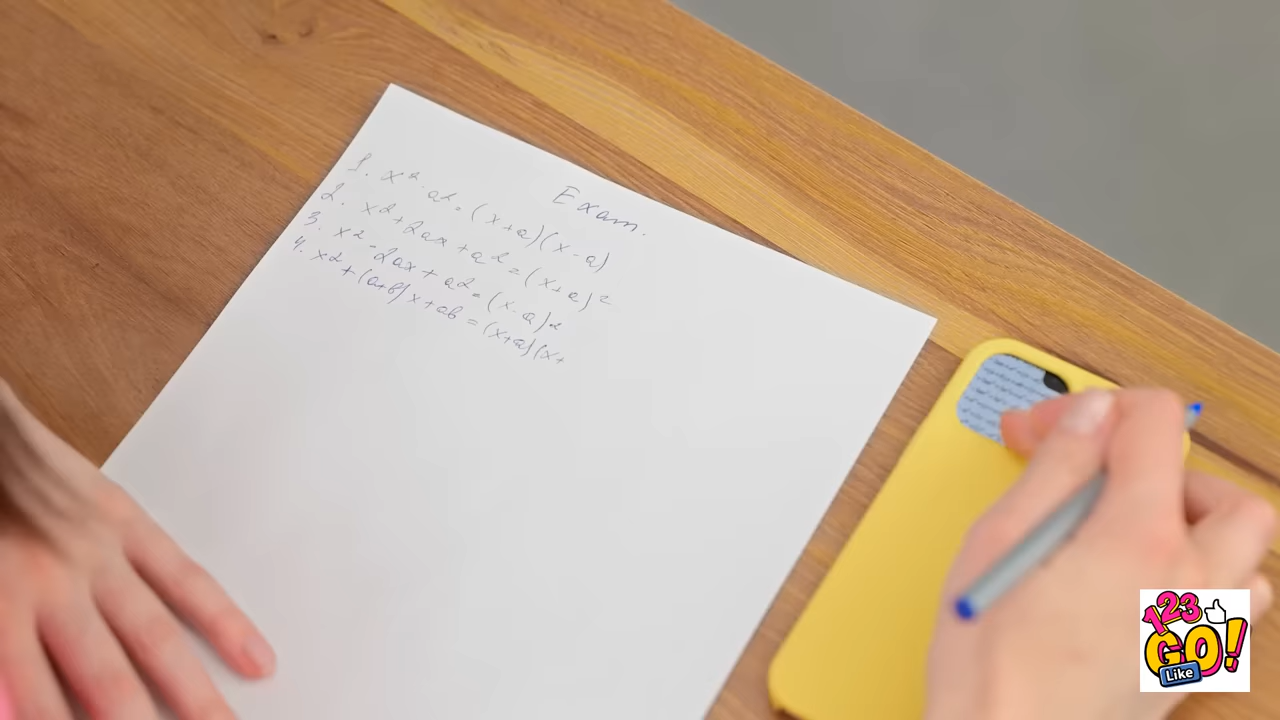 Exam.
1. x²-a2=(x+a)(x-a)
2. x2+2ax+a2=(x+a)²
3. x2-2ax+a2=(x-a)2
4. x2
+(a+b)x+ab=(x+a)(x+
123
GO!
Like